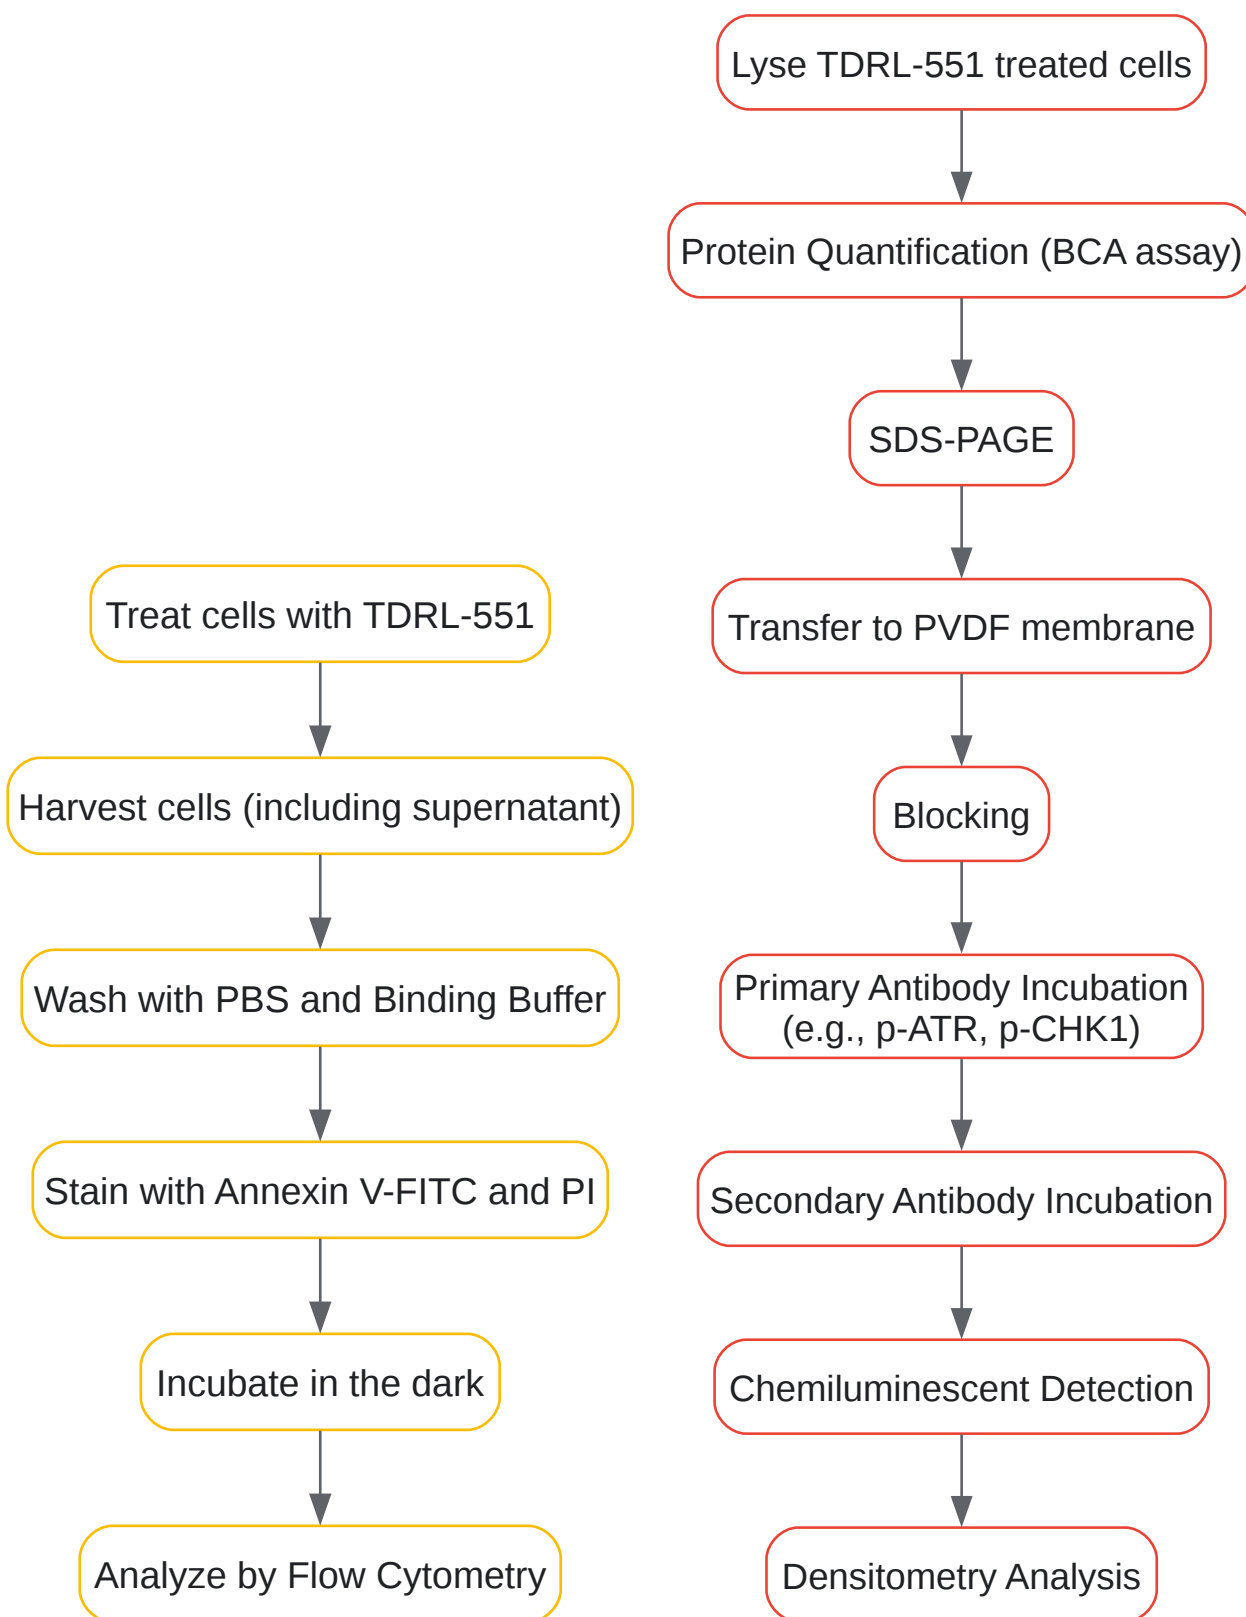 Treat cells with TDRL-551
Harvest cells (including supernatant)
Wash with PBS and Binding Buffer
Stain with Annexin V-FITC and PI
Incubate in the dark
Analyze by Flow Cytometry
Lyse TDRL-551 treated cells
Protein Quantification (BCA assay)
SDS-PAGE
Transfer to PVDF membrane
Blocking
Primary Antibody Incubation
(e.g., p-ATR, p-CHK1)
Secondary Antibody Incubation
Chemiluminescent Detection
Densitometry Analysis